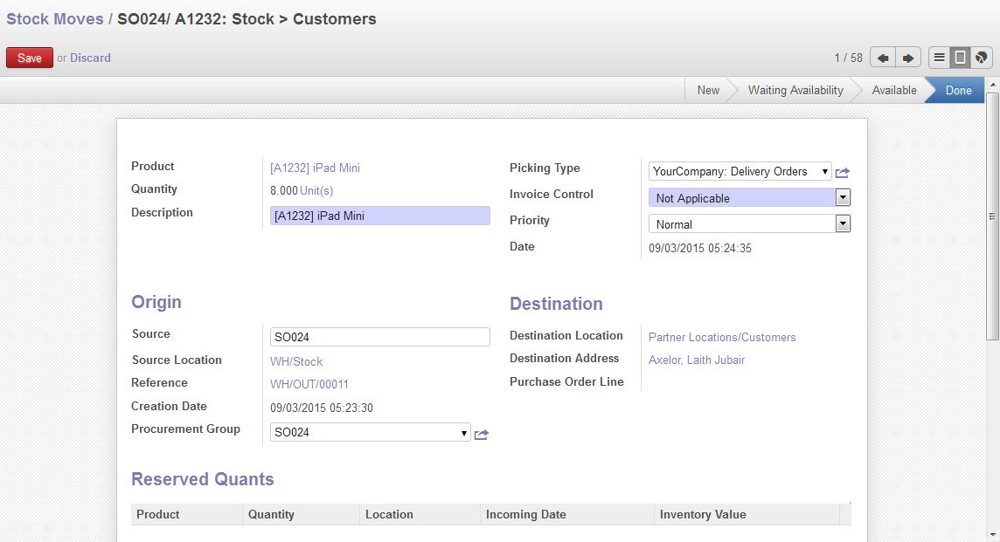 Stock Moves / SO024/ A1232: Stock > Customers
Save or Discard
1 / 58
New
Waiting Availability
Available
Done
Product
[A1232] iPad Mini
Quantity
8.000 Unit(s)
Description
[A1232] iPad Mini
Picking Type
YourCompany: Delivery Orders
Invoice Control
Not Applicable
Priority
Normal
Date
09/03/2015 05:24:35
Origin
Source
SO024
Source Location
WH/Stock
Reference
WH/OUT/00011
Creation Date
09/03/2015 05:23:30
Procurement Group
SO024
Destination
Destination Location
Partner Locations/Customers
Destination Address
Axelor, Laith Jubair
Purchase Order Line
Reserved Quants
Product
Quantity
Location
Incoming Date
Inventory Value